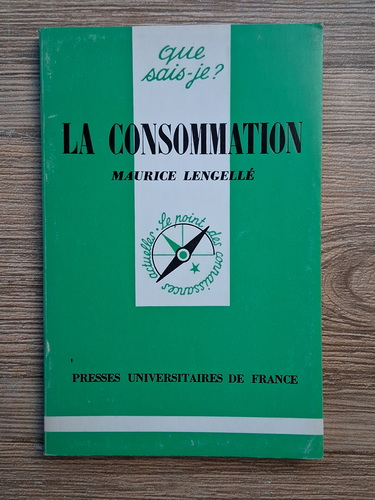 que
sais-je?
LA CONSOMMATION
MAURICE LENGELLÉ
Le point des connaissances actuelles
PRESSES UNIVERSITAIRES DE FRANCE